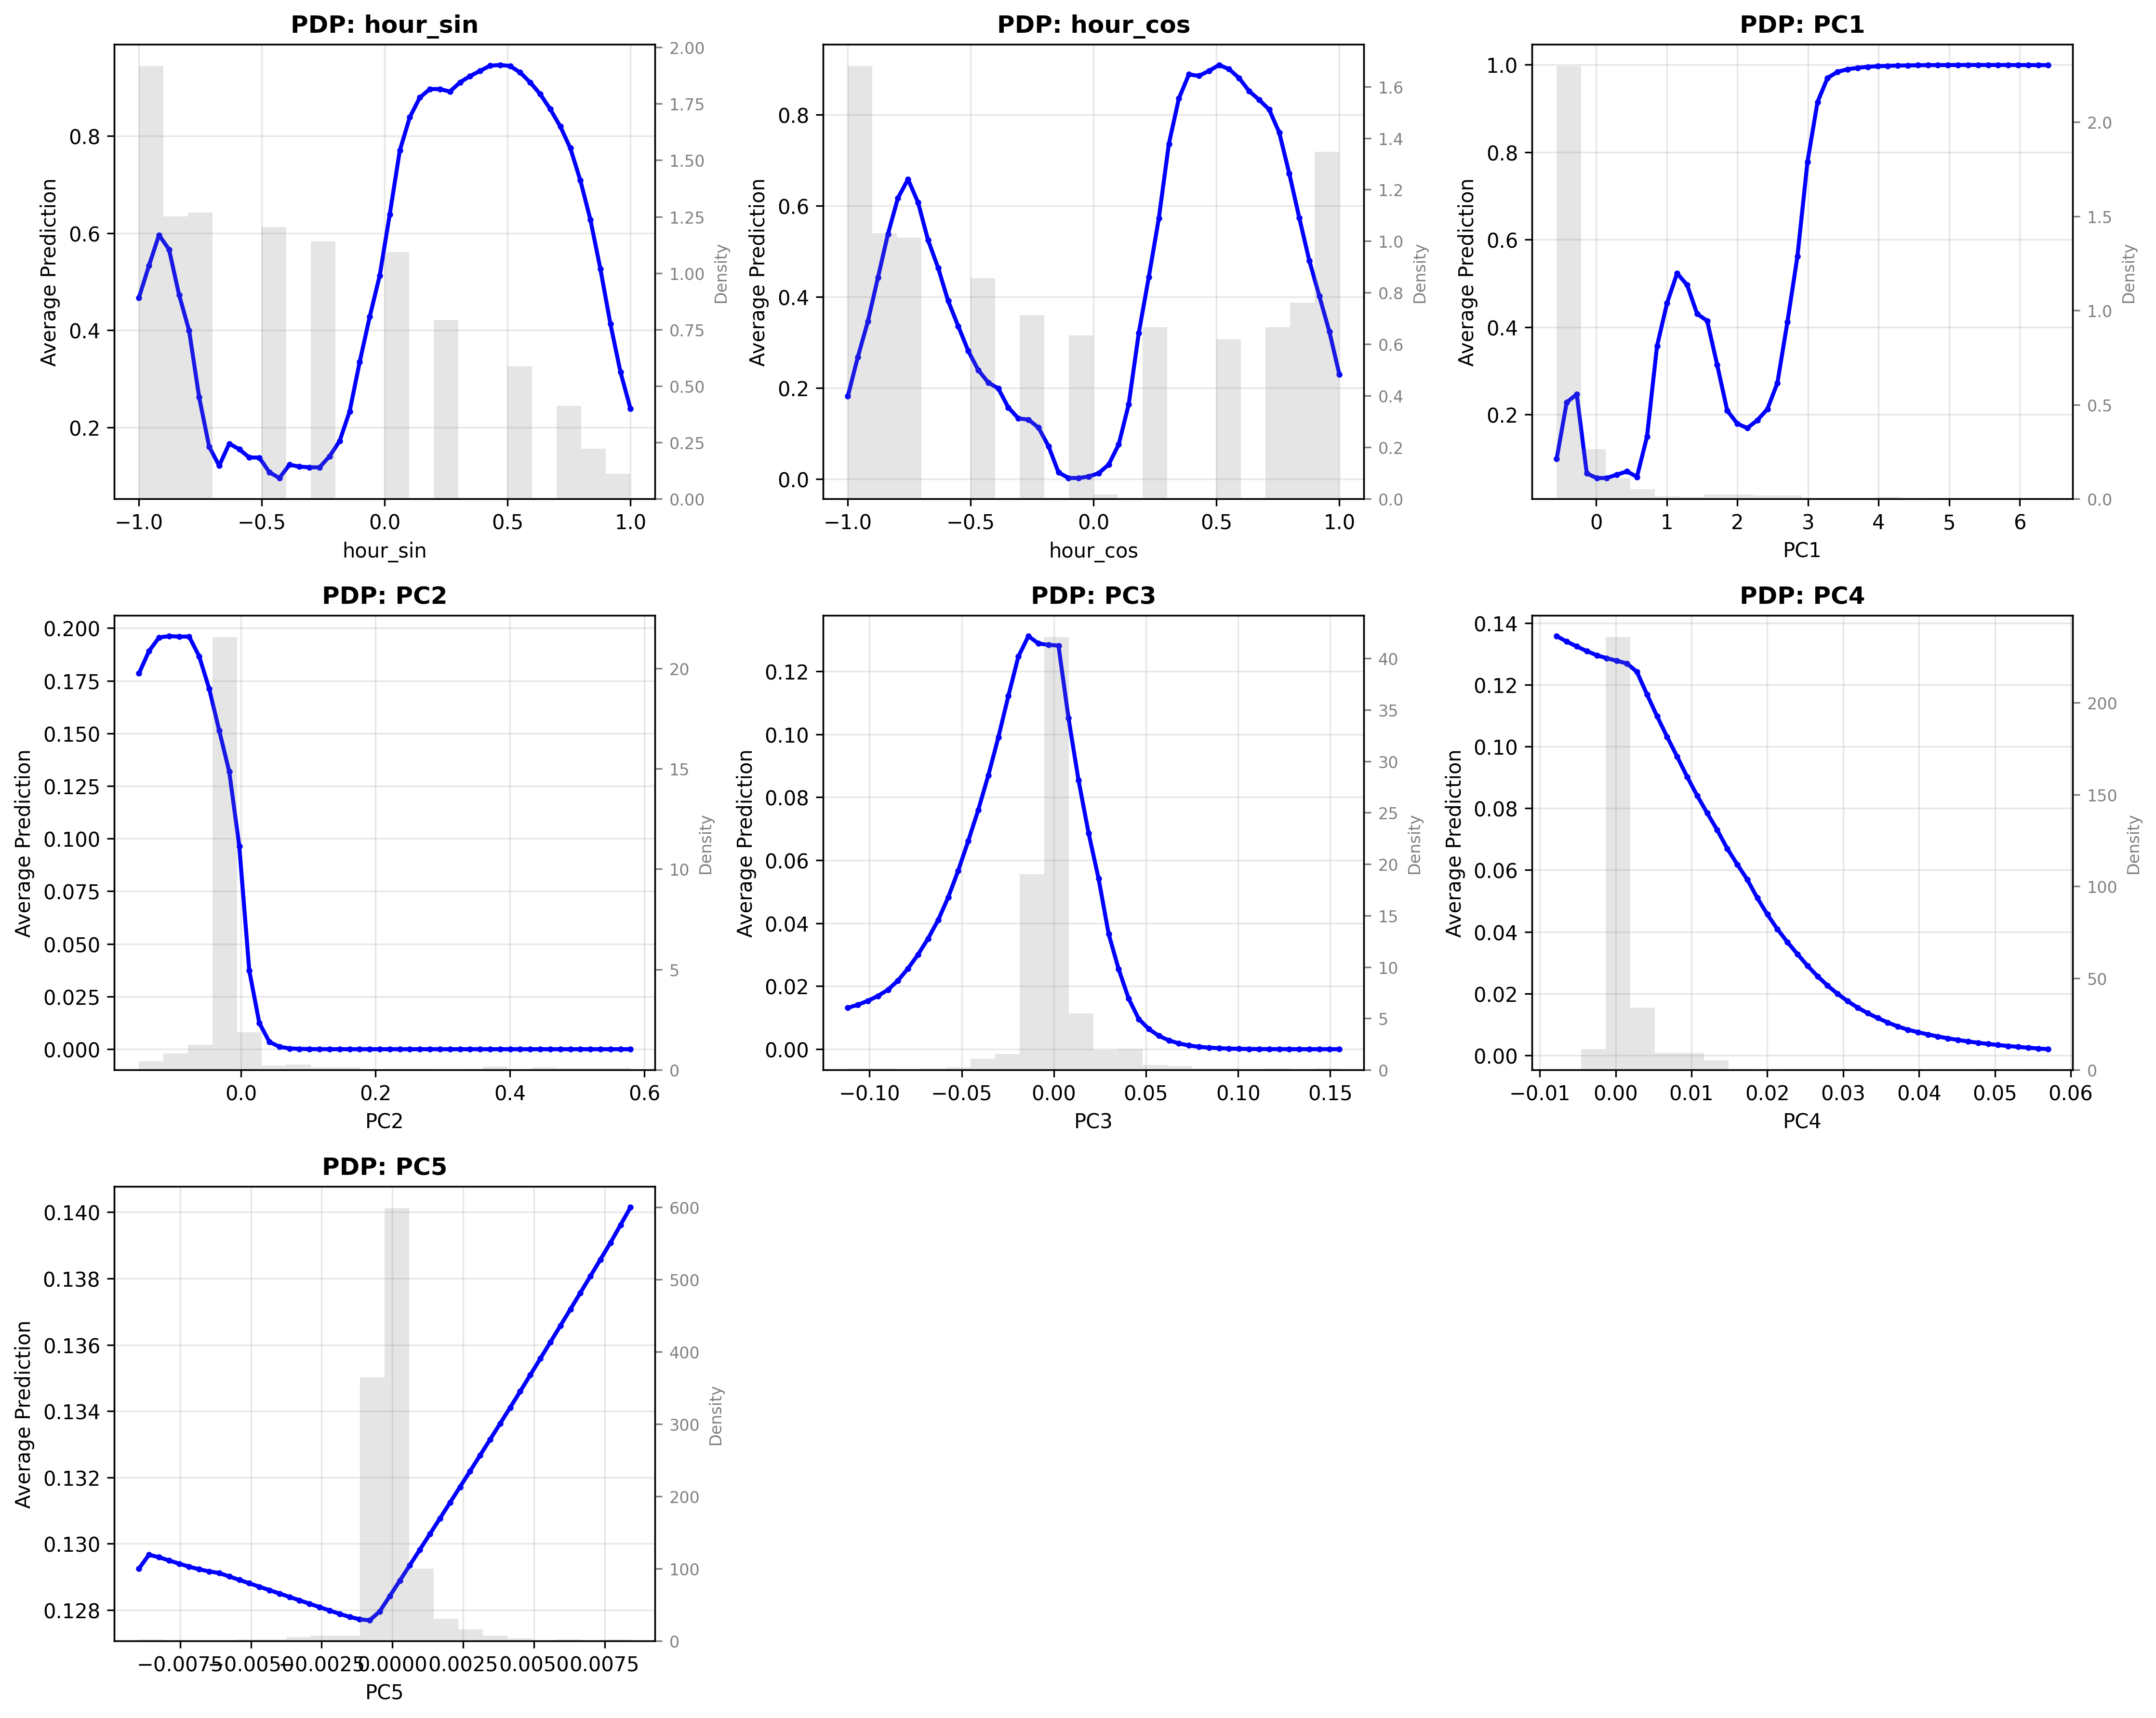 PDP: hour_sin
PDP: hour_cos
PDP: PC1
Average Prediction
0.8
0.6
0.4
0.2
2.00
1.75
1.50
1.25
1.00
0.75
0.50
0.25
0.00
Density
−1.0 −0.5 0.0 0.5 1.0
hour_sin
Average Prediction
0.8
0.6
0.4
0.2
0.0
1.6
1.4
1.2
1.0
0.8
0.6
0.4
0.2
0.0
Density
−1.0 −0.5 0.0 0.5 1.0
hour_cos
Average Prediction
1.0
0.8
0.6
0.4
0.2
2.0
1.5
1.0
0.5
0.0
Density
0 1 2 3 4 5 6
PC1
PDP: PC2
PDP: PC3
PDP: PC4
Average Prediction
0.200
0.175
0.150
0.125
0.100
0.075
0.050
0.025
0.000
20
15
10
5
0
Density
0.0 0.2 0.4 0.6
PC2
Average Prediction
0.12
0.10
0.08
0.06
0.04
0.02
0.00
40
35
30
25
20
15
10
5
0
Density
−0.10 −0.05 0.00 0.05 0.10 0.15
PC3
Average Prediction
0.14
0.12
0.10
0.08
0.06
0.04
0.02
0.00
200
150
100
50
0
Density
−0.01 0.00 0.01 0.02 0.03 0.04 0.05 0.06
PC4
PDP: PC5
Average Prediction
0.140
0.138
0.136
0.134
0.132
0.130
0.128
600
500
400
300
200
100
0
Density
−0.0075 −0.0050 −0.0025 0.0000 0.0025 0.0050 0.0075
PC5